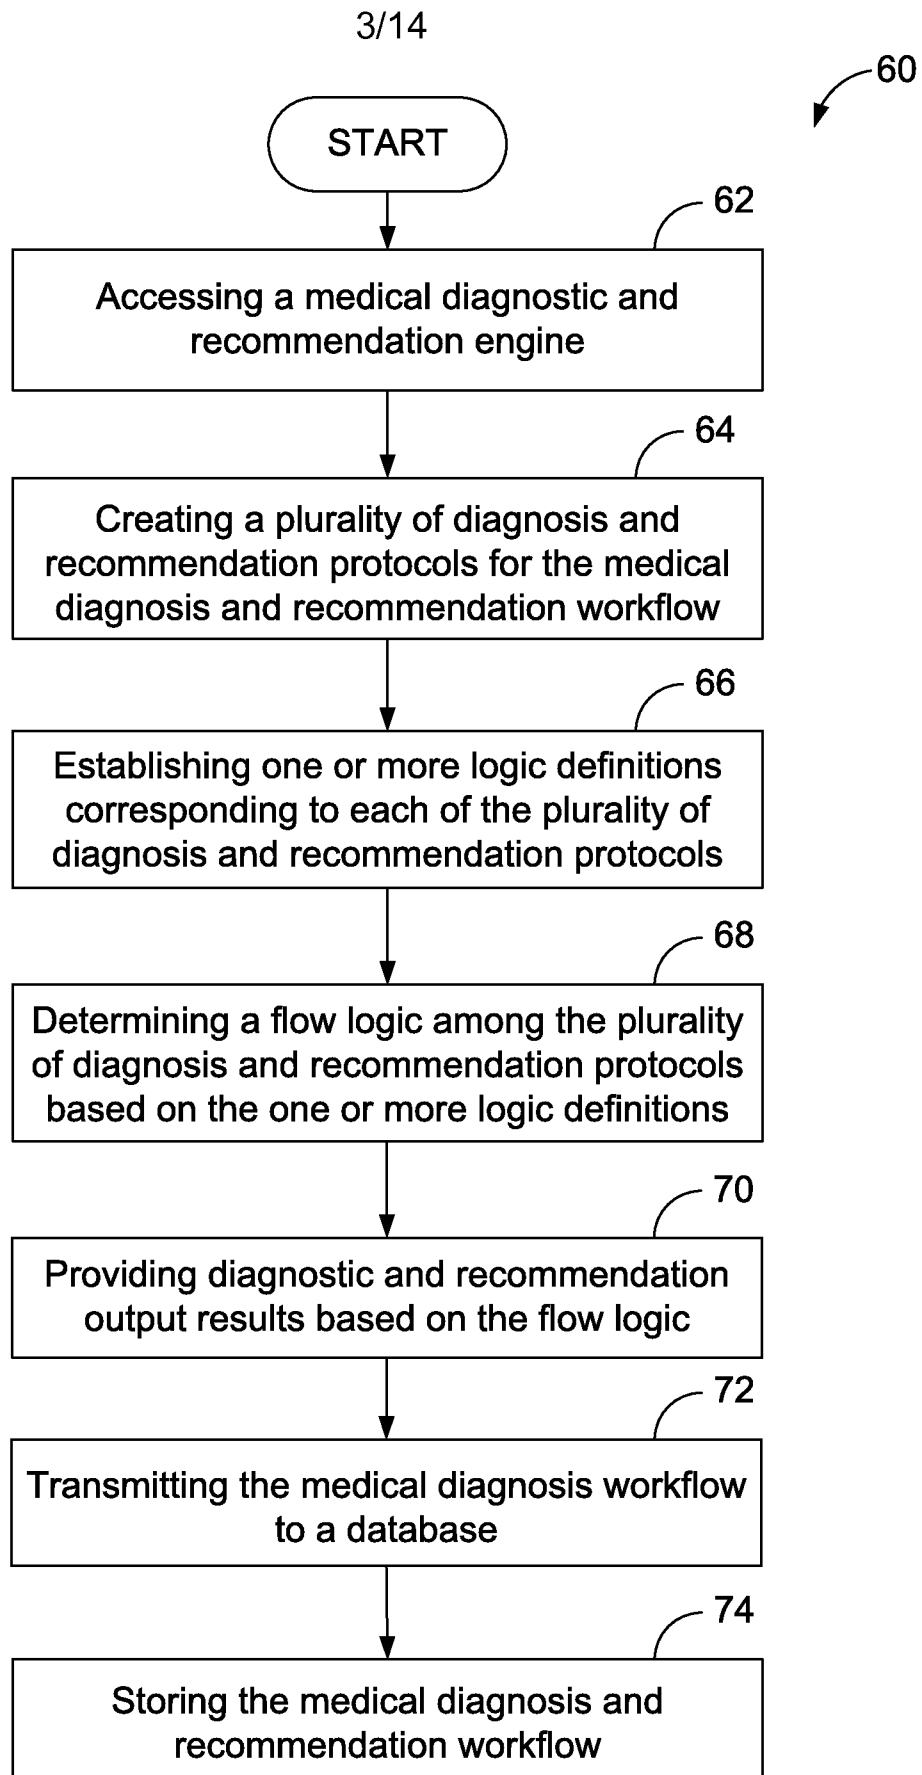 3/14
60
START
62
Accessing a medical diagnostic and
recommendation engine
64
Creating a plurality of diagnosis and
recommendation protocols for the medical
diagnosis and recommendation workflow
66
Establishing one or more logic definitions
corresponding to each of the plurality of
diagnosis and recommendation protocols
68
Determining a flow logic among the plurality
of diagnosis and recommendation protocols
based on the one or more logic definitions
70
Providing diagnostic and recommendation
output results based on the flow logic
72
Transmitting the medical diagnosis workflow
to a database
74
Storing the medical diagnosis and
recommendation workflow